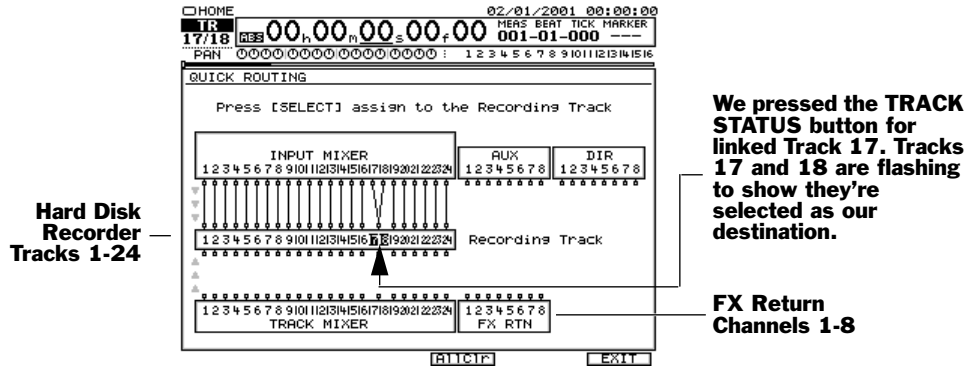 HOME
02/01/2001 00:00:00
TR
17/18
ABS 00h00m00s00f00
MEAS BEAT TICK MARKER
001-01-000 ---
PAN
1 2 3 4 5 6 7 8 9 10 11 12 13 14 15 16
QUICK ROUTING
Press [SELECT] assign to the Recording Track
INPUT MIXER
1 2 3 4 5 6 7 8 9 10 11 12 13 14 15 16 17 18 19 20 21 22 23 24
AUX
1 2 3 4 5 6 7 8
DIR
1 2 3 4 5 6 7 8
We pressed the TRACK
STATUS button for
linked Track 17. Tracks
17 and 18 are flashing
to show they're
selected as our
destination.
Hard Disk
Recorder
Tracks 1-24
1 2 3 4 5 6 7 8 9 10 11 12 13 14 15 16 17 18 19 20 21 22 23 24
Recording Track
1 2 3 4 5 6 7 8 9 10 11 12 13 14 15 16 17 18 19 20 21 22 23 24
TRACK MIXER
1 2 3 4 5 6 7 8
FX RTN
FX Return
Channels 1-8
AllClr
EXIT